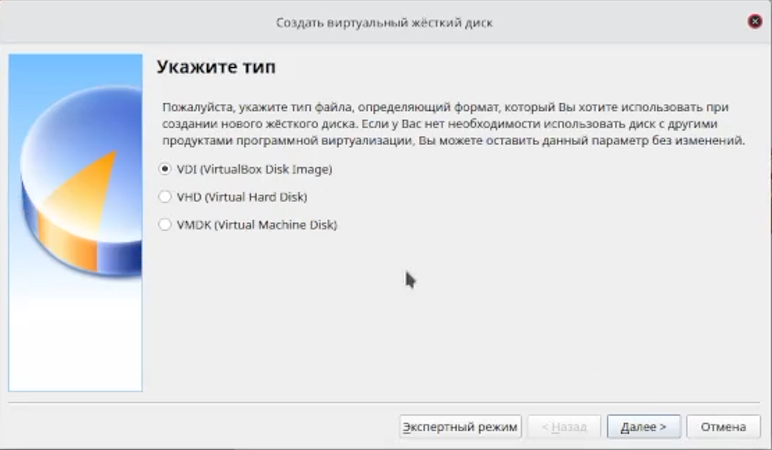 Создать виртуальный жёсткий диск
Укажите тип
Пожалуйста, укажите тип файла, определяющий формат, который Вы хотите использовать при
создании нового жёсткого диска. Если у Вас нет необходимости использовать диск с другими
продуктами программной виртуализации, Вы можете оставить данный параметр без изменений.
VDI (VirtualBox Disk Image)
VHD (Virtual Hard Disk)
VMDK (Virtual Machine Disk)
Экспертный режим < Назад Далее > Отмена